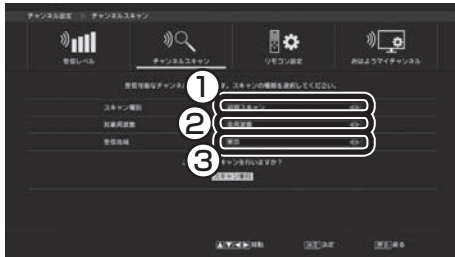 チャンネル設定 > チャンネルスキャン
受信レベル
チャンネルスキャン
リモコン設定
おはようマイチャンネル
受信可能なチャンネル
す。スキャンの種類を選択してください。
①
スキャン種別 初期スキャン
②
対象周波数 全周波数
受信地域 東京
③
スキャンを行いますか?
スキャン実行
▲▼◀▶移動 決定 戻る